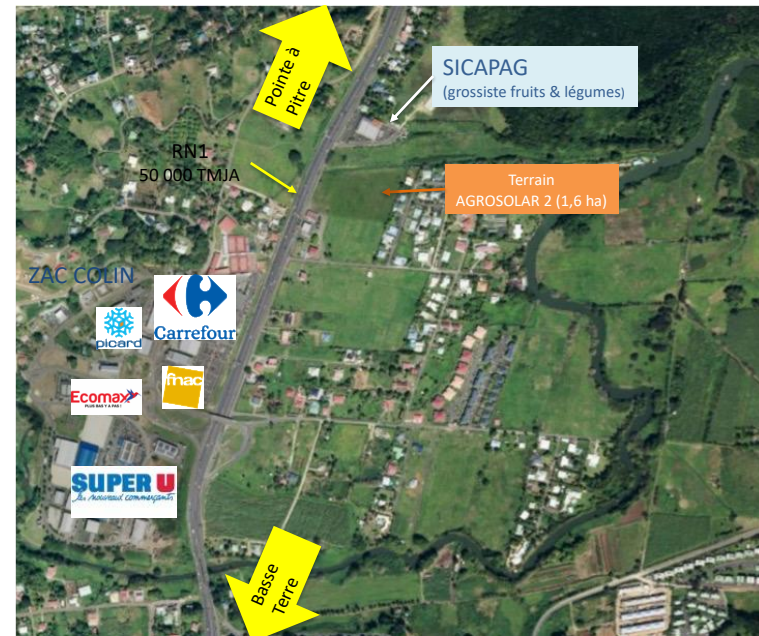 Pointe à
Pitre
SICAPAG
(grossiste fruits & légumes)
RN1
50 000 TMJA
Terrain
AGROSOLAR 2 (1,6 ha)
ZAC COLIN
Carrefour
picard
fnac
Ecomax
PLUS BAS Y A PAS !
SUPER U
les nouveaux commerçants
Basse
Terre